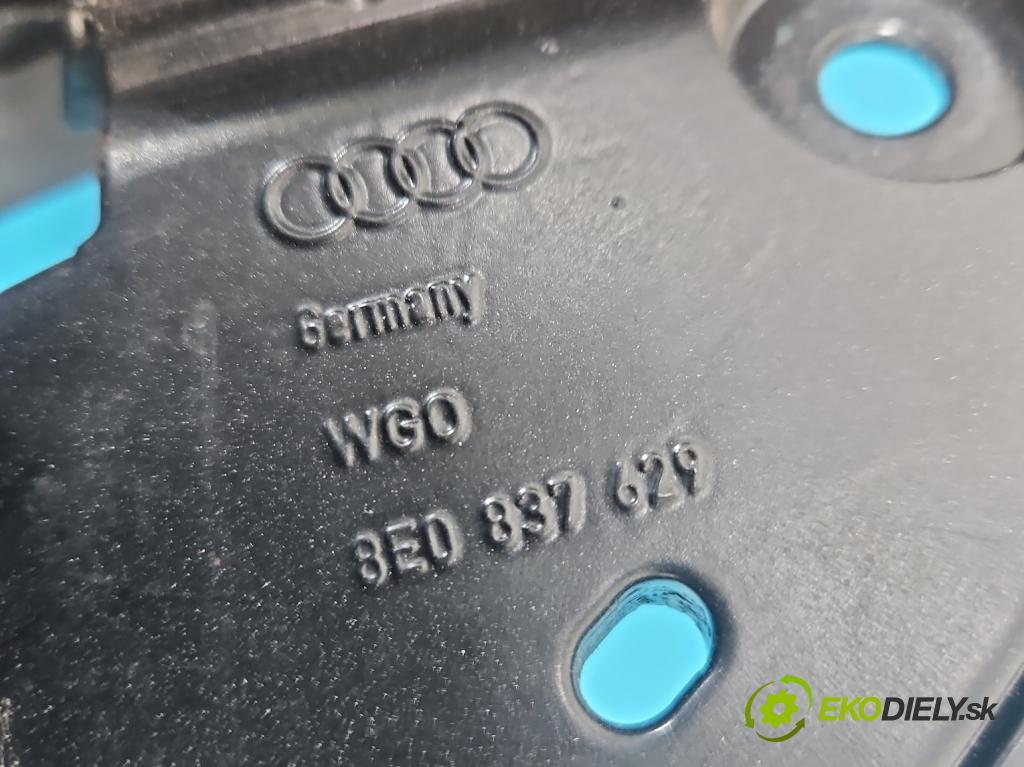 Germany
WGO
8E0 837 629
EKODIELY.sk